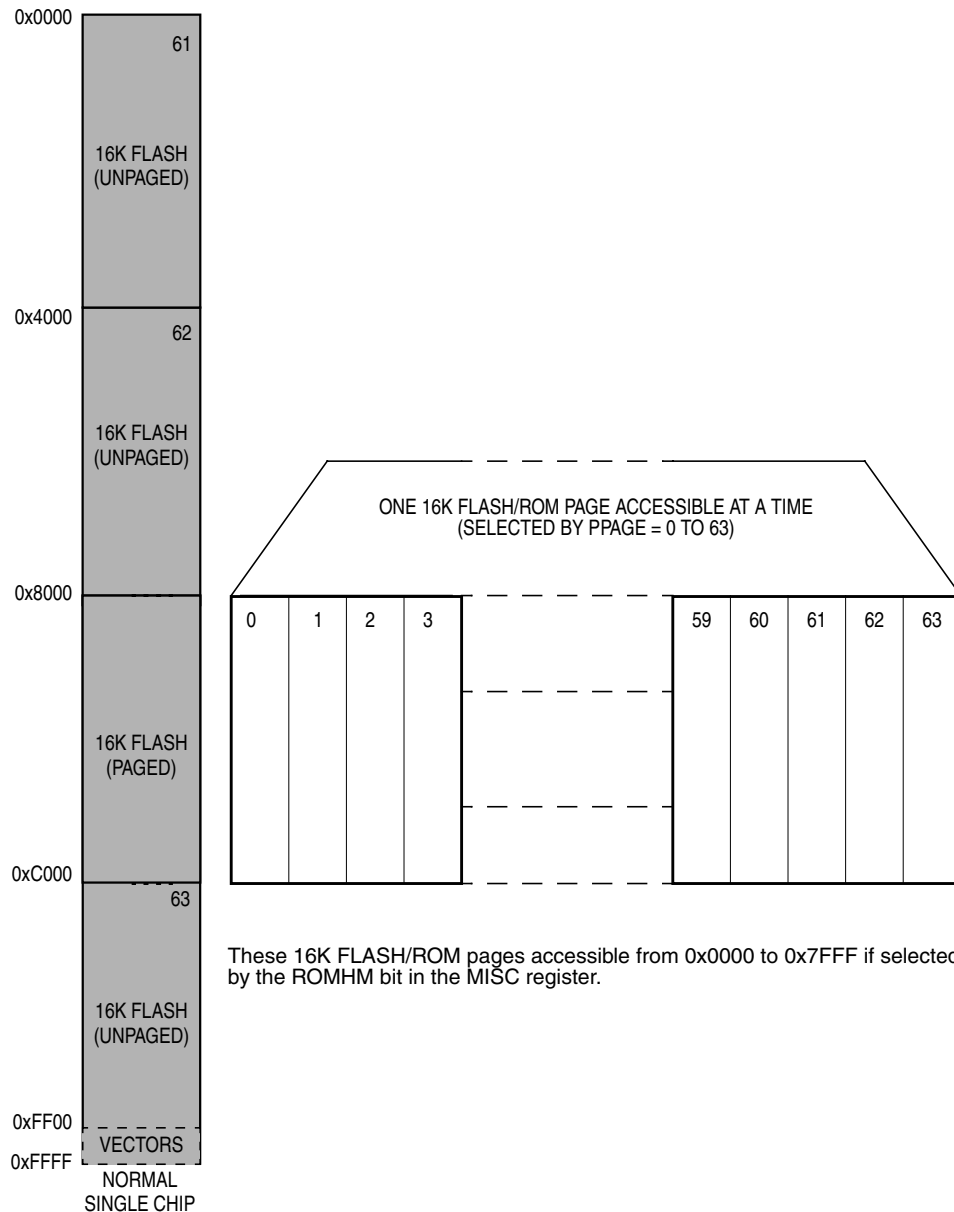 0x0000
61
16K FLASH
(UNPAGED)
0x4000
62
16K FLASH
(UNPAGED)
ONE 16K FLASH/ROM PAGE ACCESSIBLE AT A TIME
(SELECTED BY PPAGE = 0 TO 63)
0x8000
0 1 2 3 59 60 61 62 63
16K FLASH
(PAGED)
0xC000
63
These 16K FLASH/ROM pages accessible from 0x0000 to 0x7FFF if selected
by the ROMHM bit in the MISC register.
16K FLASH
(UNPAGED)
0xFF00
VECTORS
0xFFFF
NORMAL
SINGLE CHIP